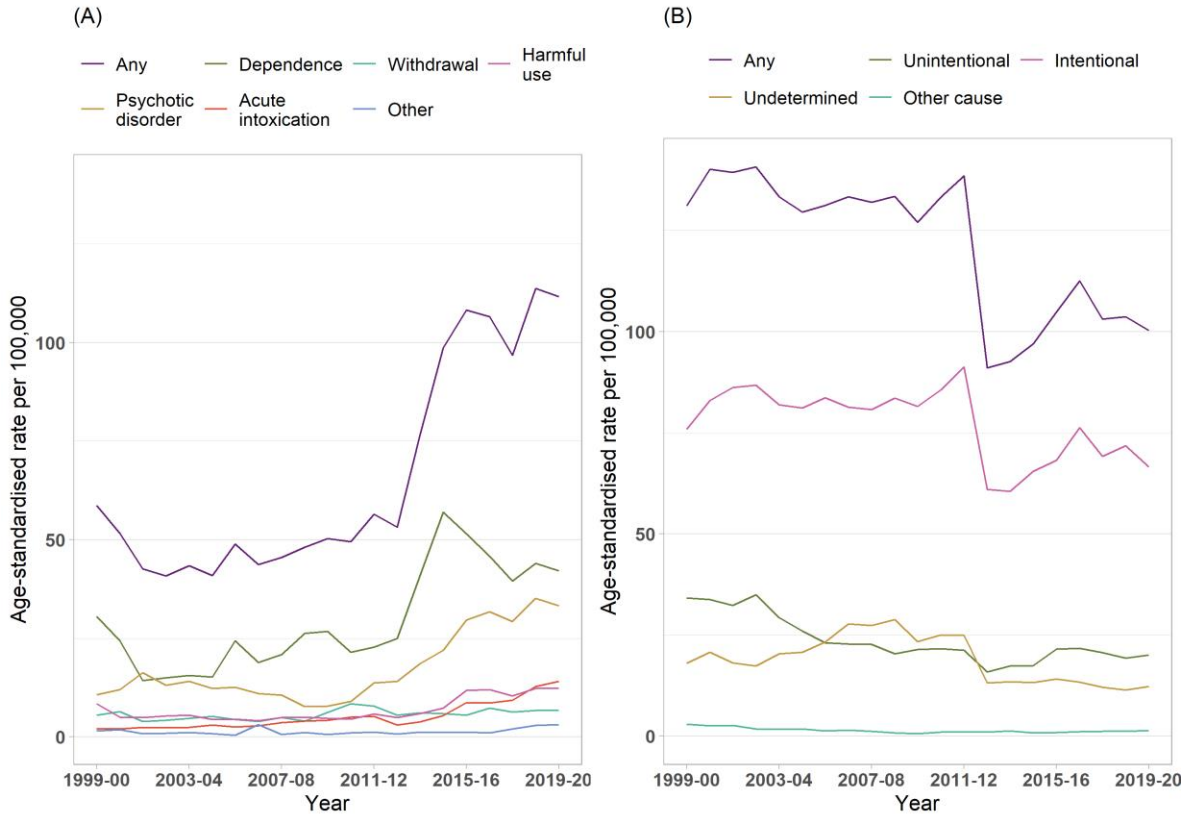 (A)
Any
Dependence
Withdrawal
Harmful
use
Psychotic
disorder
Acute
intoxication
Other
Age-standardised rate per 100,000
100
50
0
1999-00 2003-04 2007-08 2011-12 2015-16 2019-20
Year
(B)
Any
Unintentional
Intentional
Undetermined
Other cause
Age-standardised rate per 100,000
100
50
0
1999-00 2003-04 2007-08 2011-12 2015-16 2019-20
Year